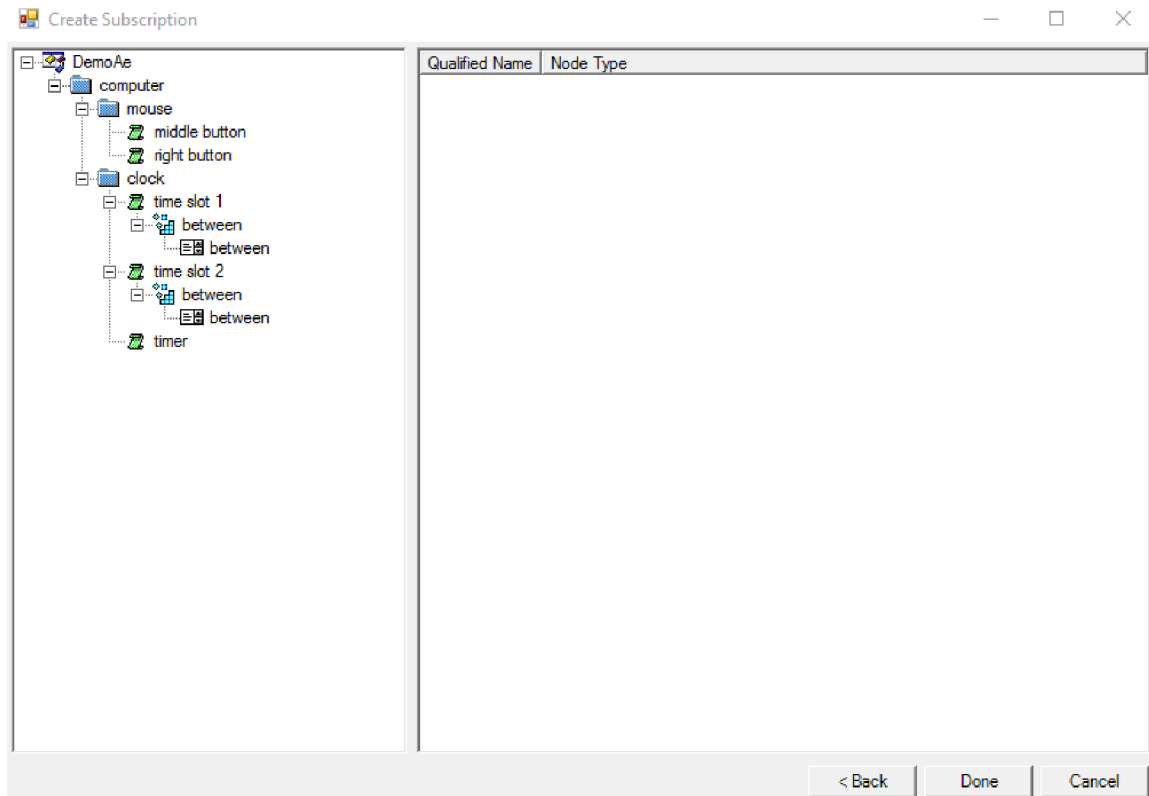 Create Subscription
DemoAe
computer
mouse
middle button
right button
clock
time slot 1
between
between
time slot 2
between
between
timer
Qualified Name Node Type
< Back Done Cancel